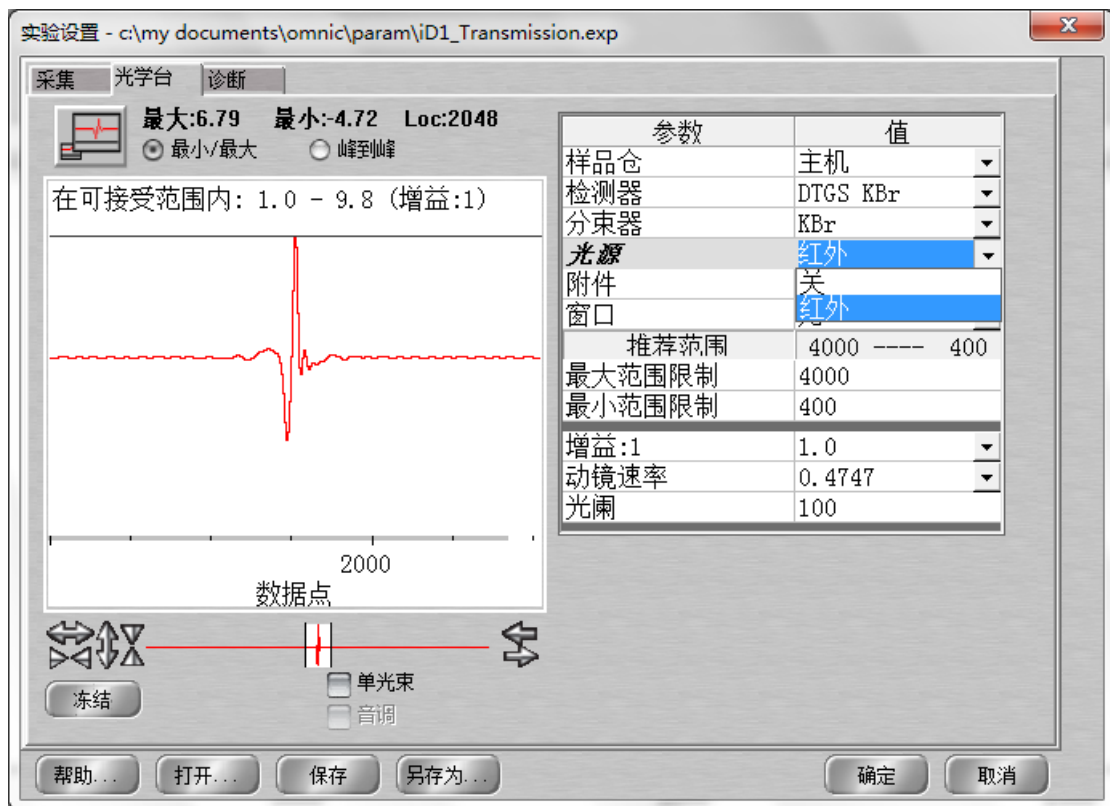 实验设置 - c:\my documents\omnic\param\iD1_Transmission.exp
采集 光学台 诊断
最大:6.79 最小:-4.72 Loc:2048
最小/最大 峰到峰
在可接受范围内: 1.0 - 9.8 (增益:1)
2000
数据点
单光束
音调
冻结
参数 值
样品仓 主机
检测器 DTGS KBr
分束器 KBr
光源 红外
关
红外
附件
窗口
推荐范围 4000 ---- 400
最大范围限制 4000
最小范围限制 400
增益:1 1.0
动镜速率 0.4747
光阑 100
帮助... 打开... 保存 另存为... 确定 取消